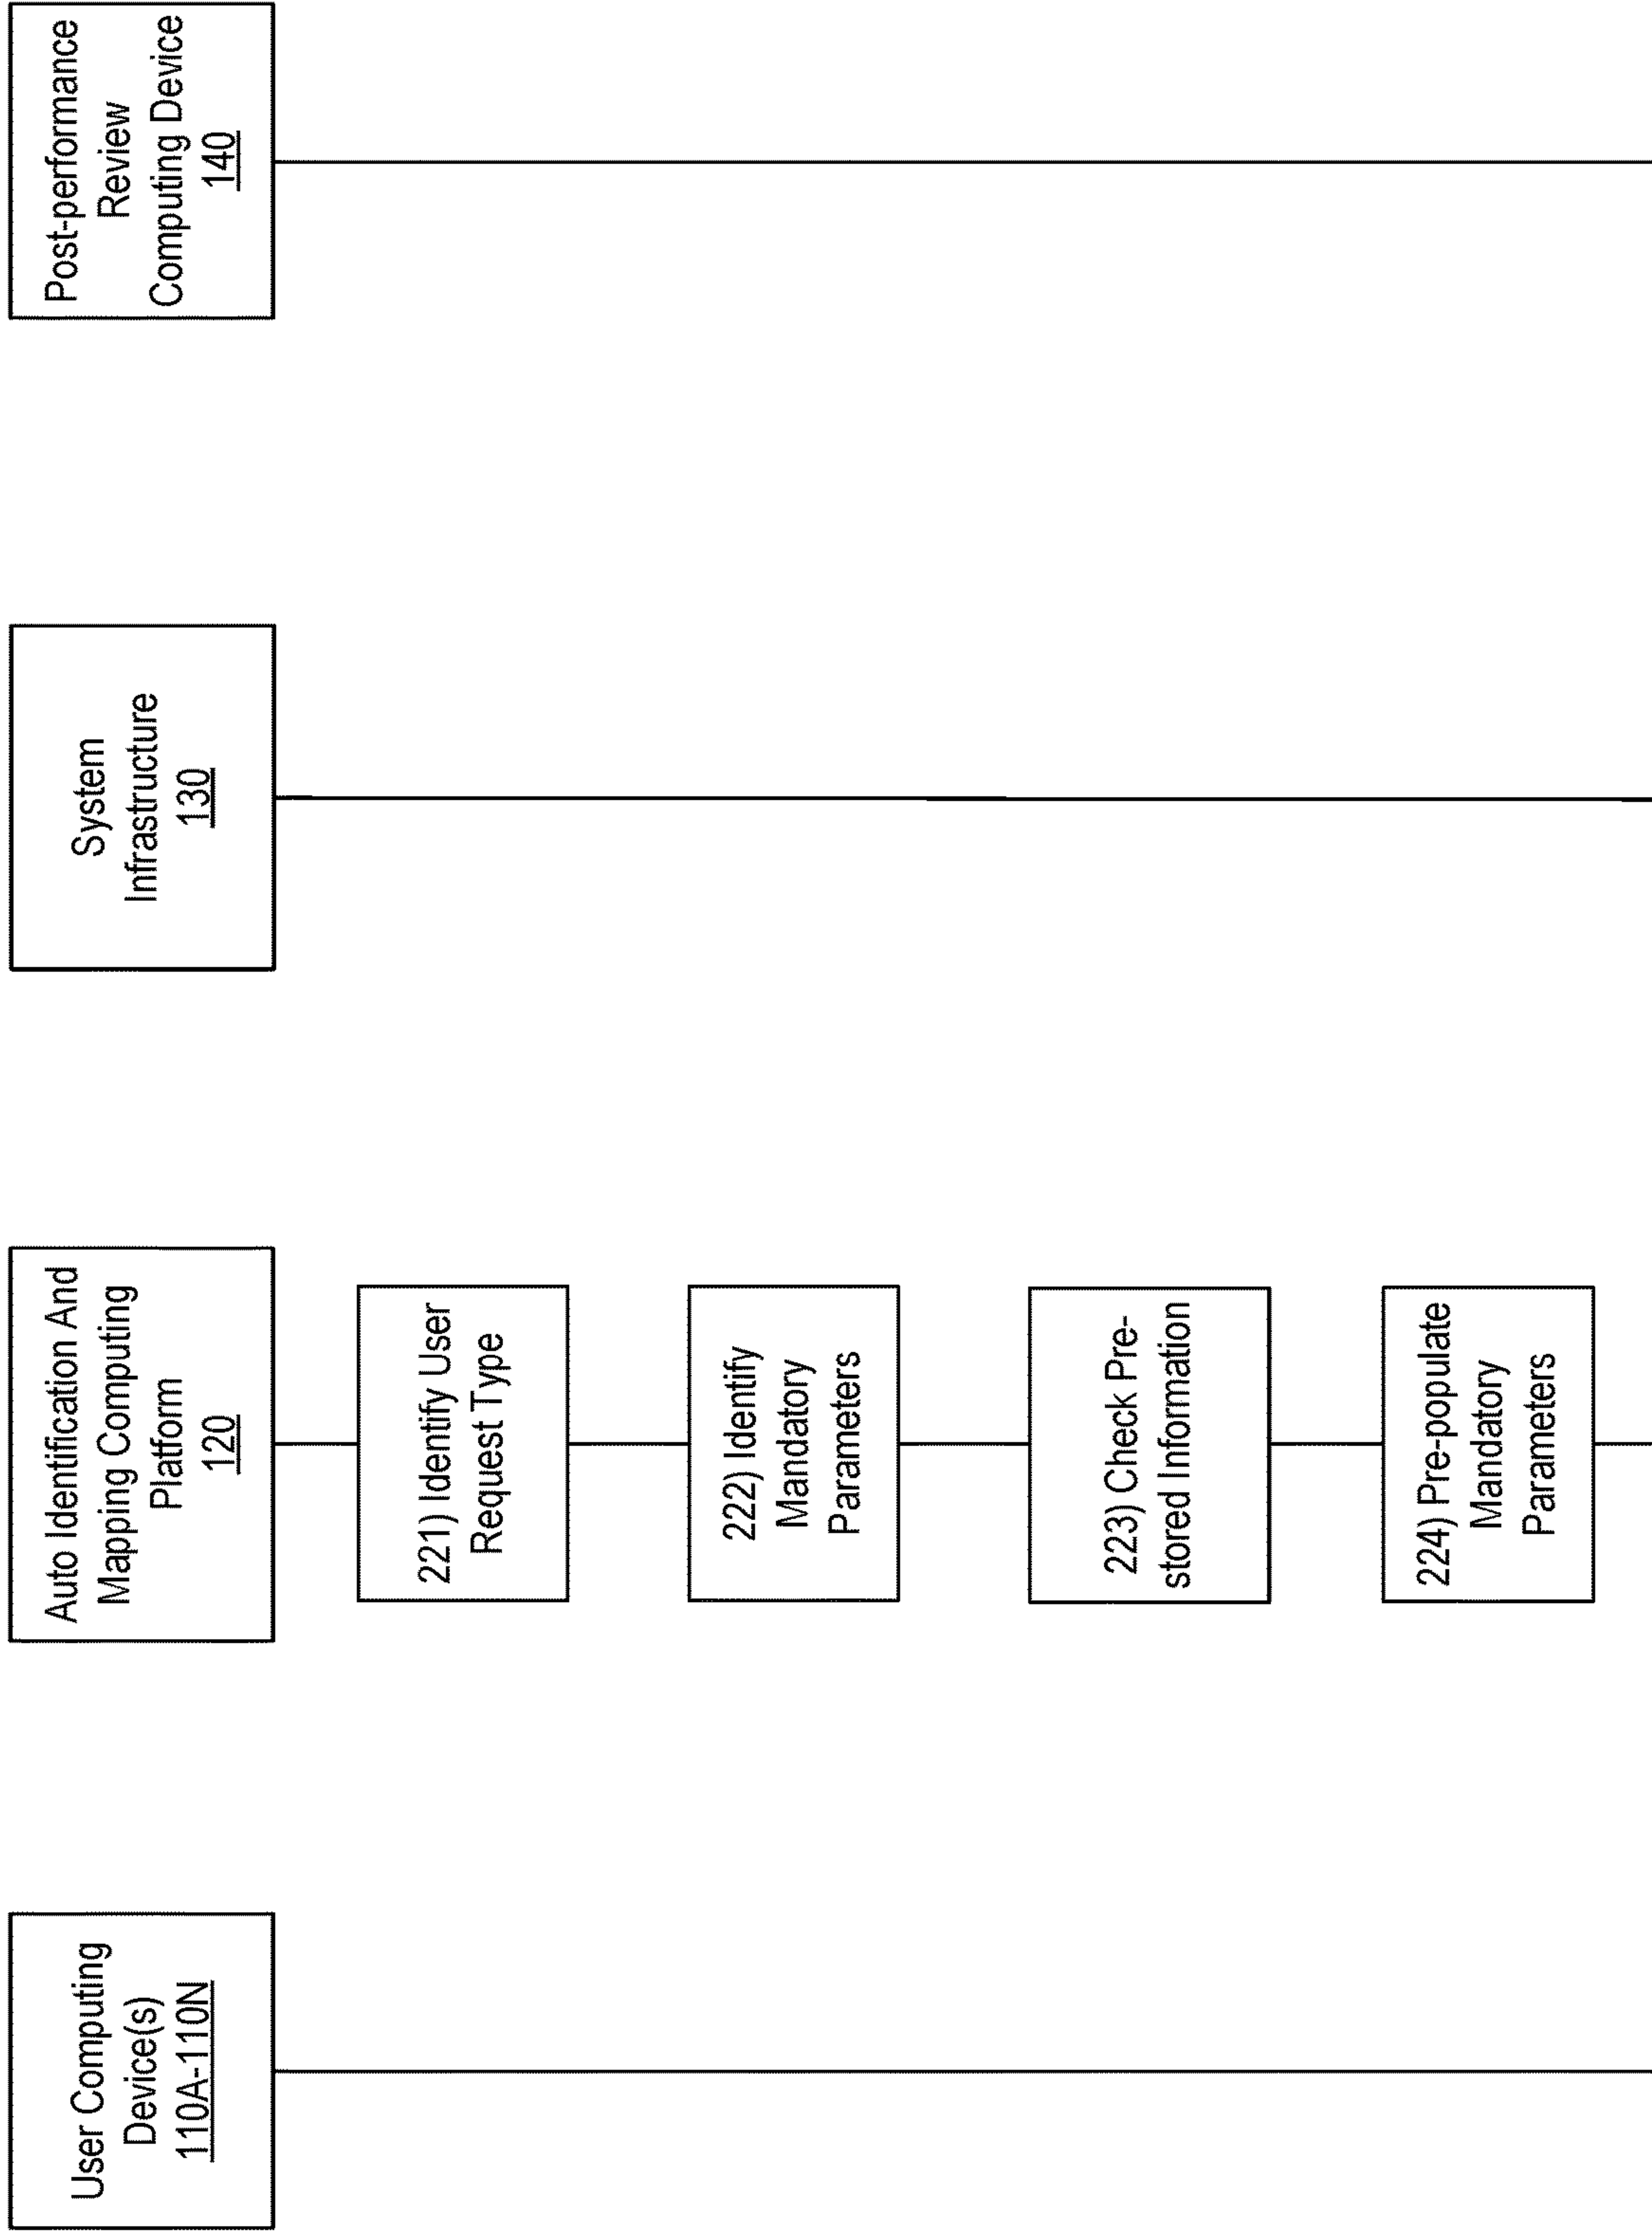 User Computing
Device(s)
110A-110N
Auto Identification And
Mapping Computing
Platform
120
System
Infrastructure
130
Post-performance
Review
Computing Device
140
221) Identify User
Request Type
222) Identify
Mandatory
Parameters
223) Check Pre-
stored Information
224) Pre-populate
Mandatory
Parameters